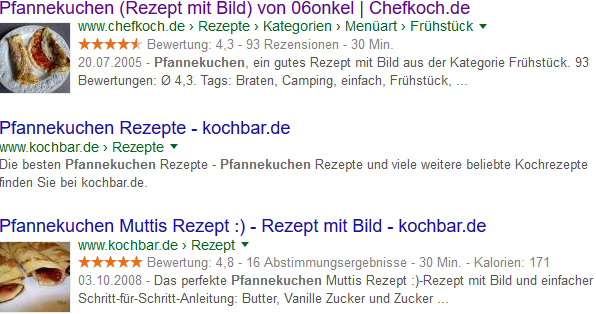 Pfannekuchen (Rezept mit Bild) von 06onkel | Chefkoch.de
www.chefkoch.de › Rezepte › Kategorien › Menüart › Frühstück
Bewertung: 4,3 - 93 Rezensionen - 30 Min.
20.07.2005 - Pfannekuchen, ein gutes Rezept mit Bild aus der Kategorie Frühstück. 93
Bewertungen: Ø 4,3. Tags: Braten, Camping, einfach, Frühstück, ...
Pfannekuchen Rezepte - kochbar.de
www.kochbar.de › Rezepte
Die besten Pfannekuchen Rezepte - Pfannekuchen Rezepte und viele weitere beliebte Kochrezepte
finden Sie bei kochbar.de.
Pfannekuchen Muttis Rezept :) - Rezept mit Bild - kochbar.de
www.kochbar.de › Rezept
Bewertung: 4,8 - 16 Abstimmungsergebnisse - 30 Min. - Kalorien: 171
03.10.2008 - Das perfekte Pfannekuchen Muttis Rezept :)-Rezept mit Bild und einfacher
Schritt-für-Schritt-Anleitung: Butter, Vanille Zucker und Zucker ...